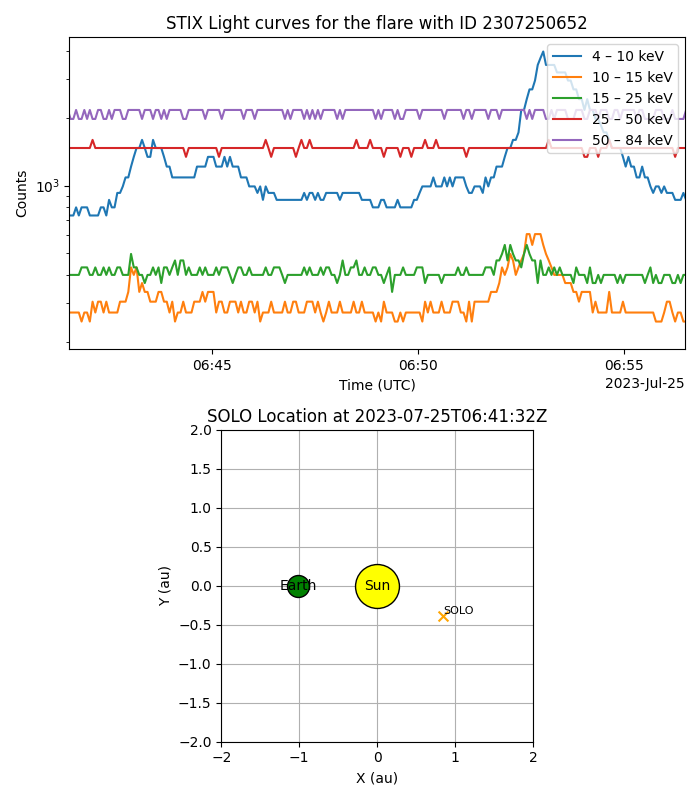 STIX Light curves for the flare with ID 2307250652
4 – 10 keV
10 – 15 keV
15 – 25 keV
25 – 50 keV
50 – 84 keV
Counts
10³
06:45 06:50 06:55
Time (UTC)
2023-Jul-25
SOLO Location at 2023-07-25T06:41:32Z
2.0
1.5
1.0
0.5
0.0
−0.5
−1.0
−1.5
−2.0
Y (au)
Earth
Sun
SOLO
−2 −1 0 1 2
X (au)